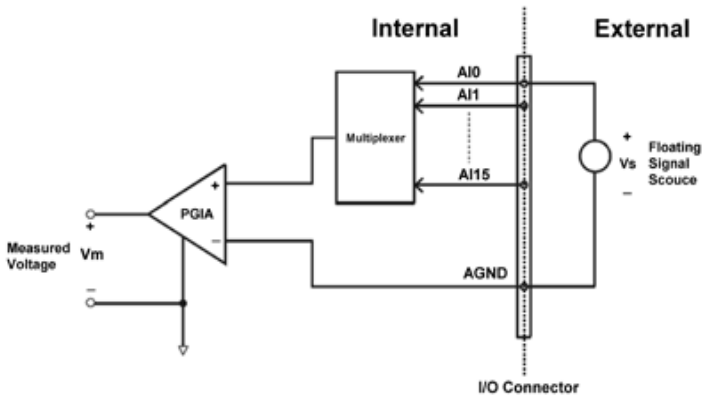 Internal
External
AI0
AI1
Multiplexer
AI15
+
Vs
−
Floating
Signal
Scouce
+
PGIA
−
Measured
Voltage
+
Vm
−
AGND
I/O Connector